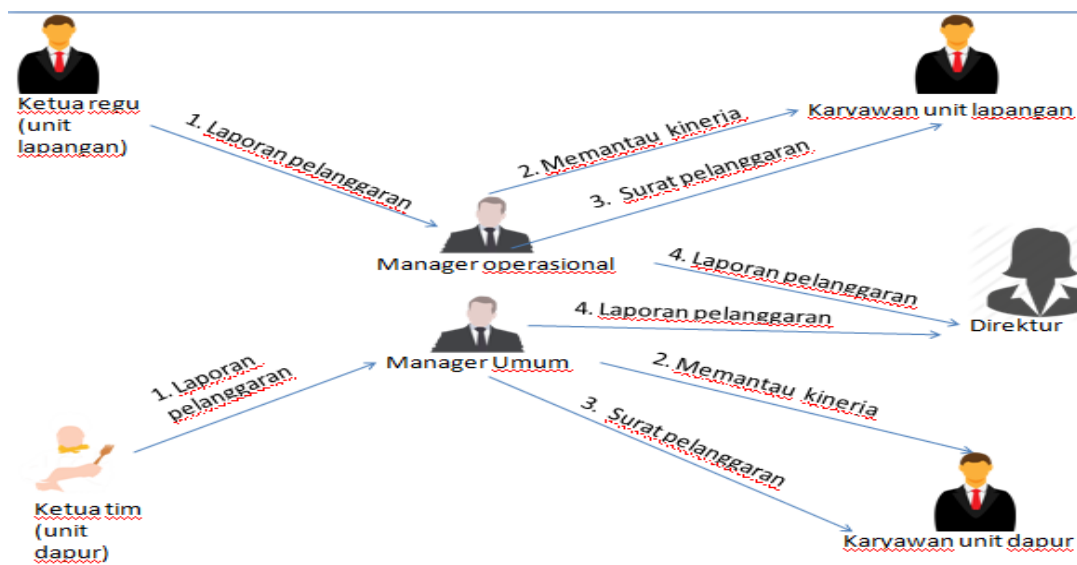 Ketua regu
(unit
lapangan)
Karyawan unit lapangan
1. Laporan pelanggaran
2. Memantau kinerja
3. Surat pelanggaran
Manager operasional
4. Laporan pelanggaran
Direktur
4. Laporan pelanggaran
Manager Umum
1. Laporan
pelanggaran
2. Memantau kinerja
3. Surat pelanggaran
Ketua tim
(unit
dapur)
Karyawan unit dapur